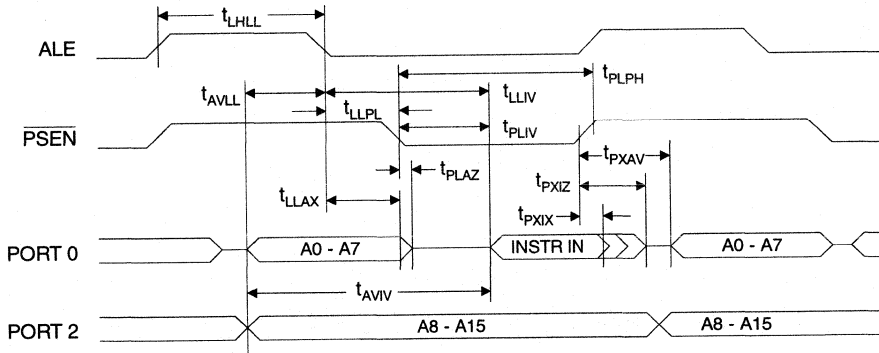 tLHLL
ALE
tPLPH
tAVLL
tLLIV
tLLPL
PSEN
tPLIV
tPLAZ
tPXAV
tLLAX
tPXIZ
tPXIX
PORT 0
A0 - A7
INSTR IN
A0 - A7
tAVIV
PORT 2
A8 - A15
A8 - A15